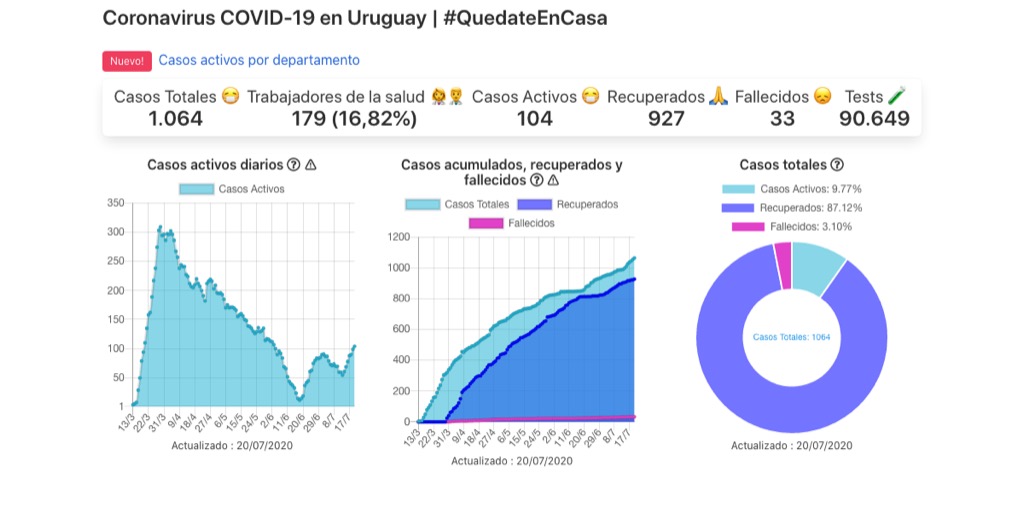 Coronavirus COVID-19 en Uruguay | #QuedateEnCasa
Nuevo! Casos activos por departamento
Casos Totales 😷 Trabajadores de la salud 👩‍⚕️👨‍⚕️ Casos Activos 😷 Recuperados 🙏 Fallecidos 😞 Tests 🧪
1.064 179 (16,82%) 104 927 33 90.649
Casos activos diarios
Casos Activos
350
300
250
200
150
100
50
1
13/3 22/3 31/3 9/4 18/4 27/4 6/5 15/5 24/5 2/6 11/6 20/6 29/6 8/7 17/7
Actualizado : 20/07/2020
Casos acumulados, recuperados y
fallecidos
Casos Totales Recuperados
Fallecidos
1200
1000
800
600
400
200
0
13/3 22/3 31/3 9/4 18/4 27/4 6/5 15/5 24/5 2/6 11/6 20/6 29/6 8/7 17/7
Actualizado : 20/07/2020
Casos totales
Casos Activos: 9.77%
Recuperados: 87.12%
Fallecidos: 3.10%
Casos Totales: 1064
Actualizado : 20/07/2020